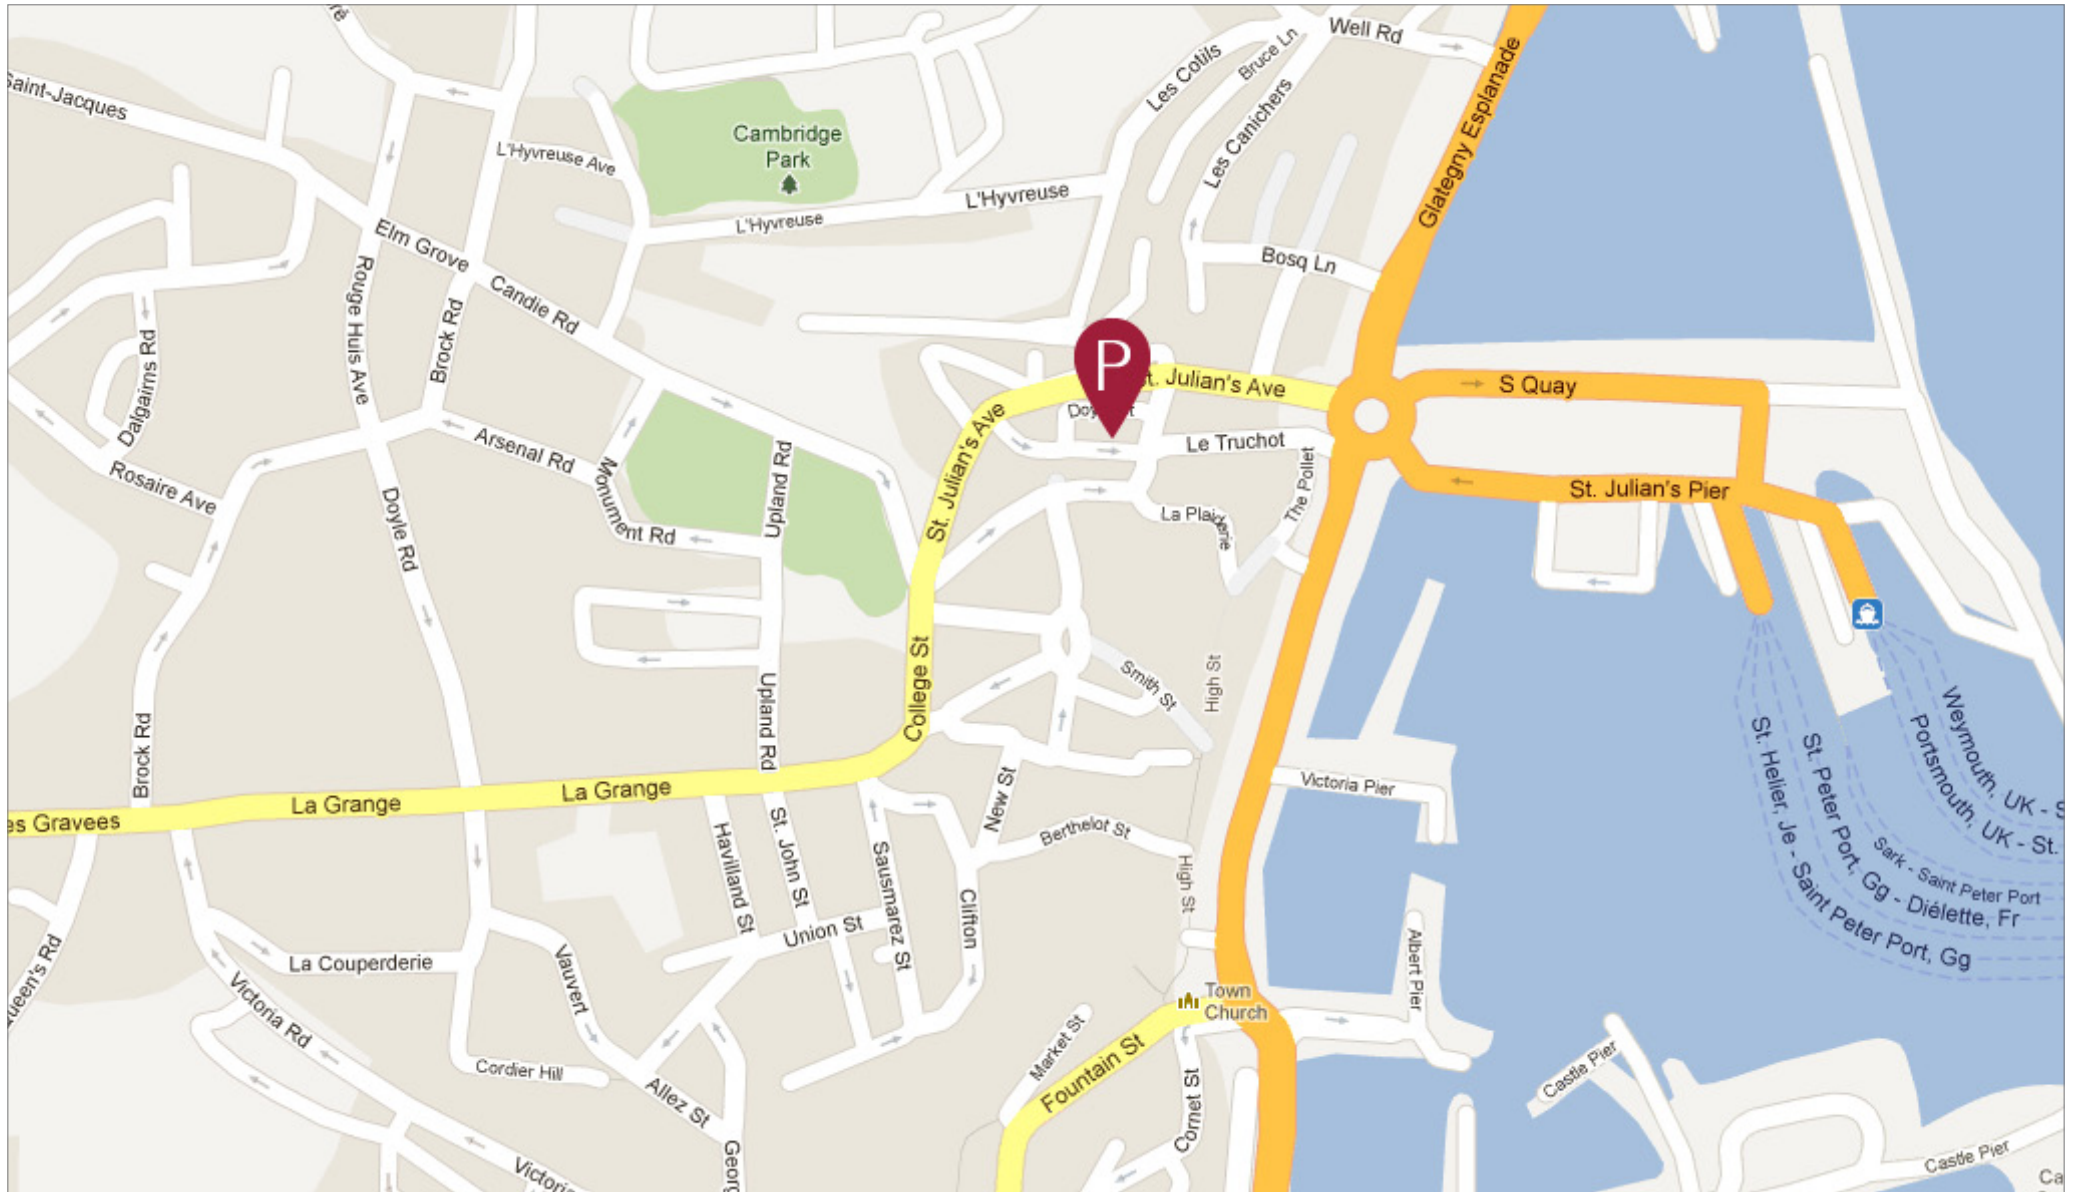 Well Rd
Bruce Ln
Les Cotils
Les Canichers
Glategny Esplanade
Saint-Jacques
Cambridge
Park
L'Hyvreuse Ave
L'Hyvreuse
L'Hyvreuse
Elm Grove
Candie Rd
Bosq Ln
Rouge Huis Ave
Brock Rd
Dalgairns Rd
P
St. Julian's Ave
S Quay
Le Truchot
St. Julian's Ave
The Pollet
St. Julian's Pier
Arsenal Rd
Monument Rd
Upland Rd
Rosaire Ave
Doyle Rd
La Plaiderie
Smith St
High St
College St
Upland Rd
Brock Rd
La Grange
La Grange
es Gravees
New St
Victoria Pier
Berthelot St
High St
Havilland St
St. John St
Sausmarez St
Clifton
Union St
Weymouth, UK - S
Portsmouth, UK - St.
Sark - Saint Peter Port
St. Peter Port, Gg - Diélette, Fr
St. Helier, Je - Saint Peter Port, Gg
Albert Pier
La Couperderie
Vauvert
Victoria Rd
ueen's Rd
Town
Church
Market St
Fountain St
Cornet St
Cordier Hill
Allez St
Georg
Victoria
Castle Pier
Castle Pier
Ca